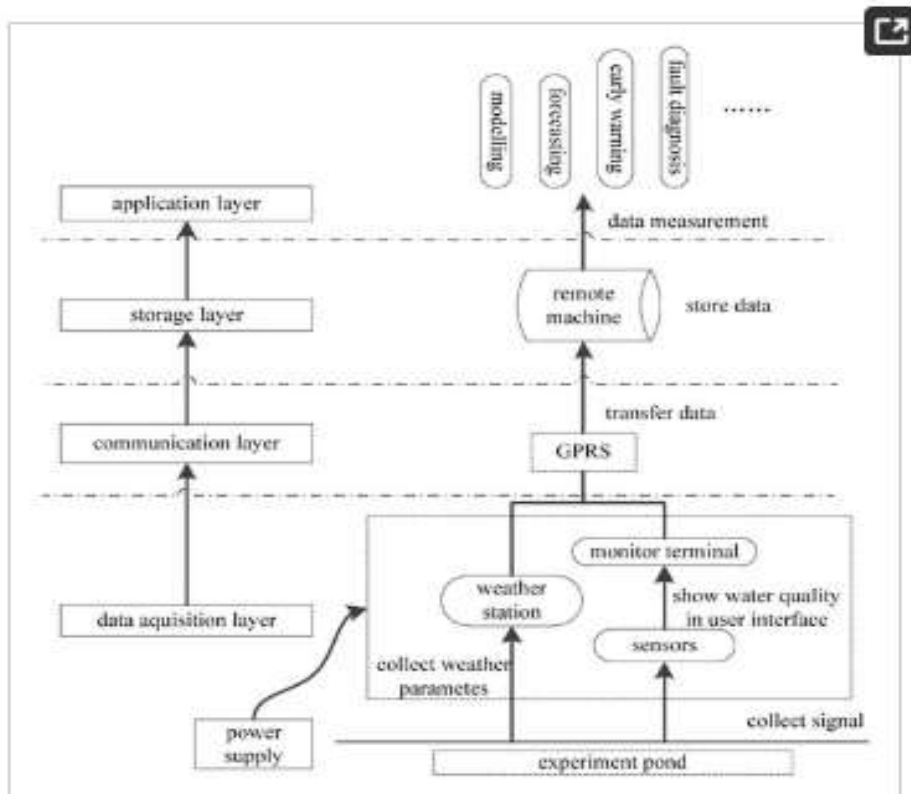 modelling
forecasting
early warning
fault diagnosis
......
application layer
data measurement
remote
machine
storage layer
store data
transfer data
communication layer
GPRS
monitor terminal
weather
station
show water quality
in user interface
data aquisition layer
sensors
collect weather
parametes
collect signal
power
supply
experiment pond